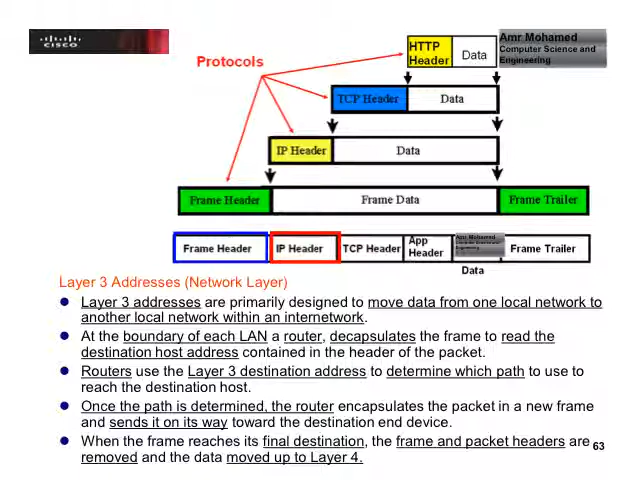 CISCO
Protocols
HTTP
Header
Data
Amr Mohamed
Computer Science and
Engineering
TCP Header
Data
IP Header
Data
Frame Header
Frame Data
Frame Trailer
Frame Header
IP Header
TCP Header
App
Header
Amr Mohamed
Computer Science and
Engineering
Frame Trailer
Data
Layer 3 Addresses (Network Layer)
● Layer 3 addresses are primarily designed to move data from one local network to
another local network within an internetwork.
● At the boundary of each LAN a router, decapsulates the frame to read the
destination host address contained in the header of the packet.
● Routers use the Layer 3 destination address to determine which path to use to
reach the destination host.
● Once the path is determined, the router encapsulates the packet in a new frame
and sends it on its way toward the destination end device.
● When the frame reaches its final destination, the frame and packet headers are
removed and the data moved up to Layer 4.
63